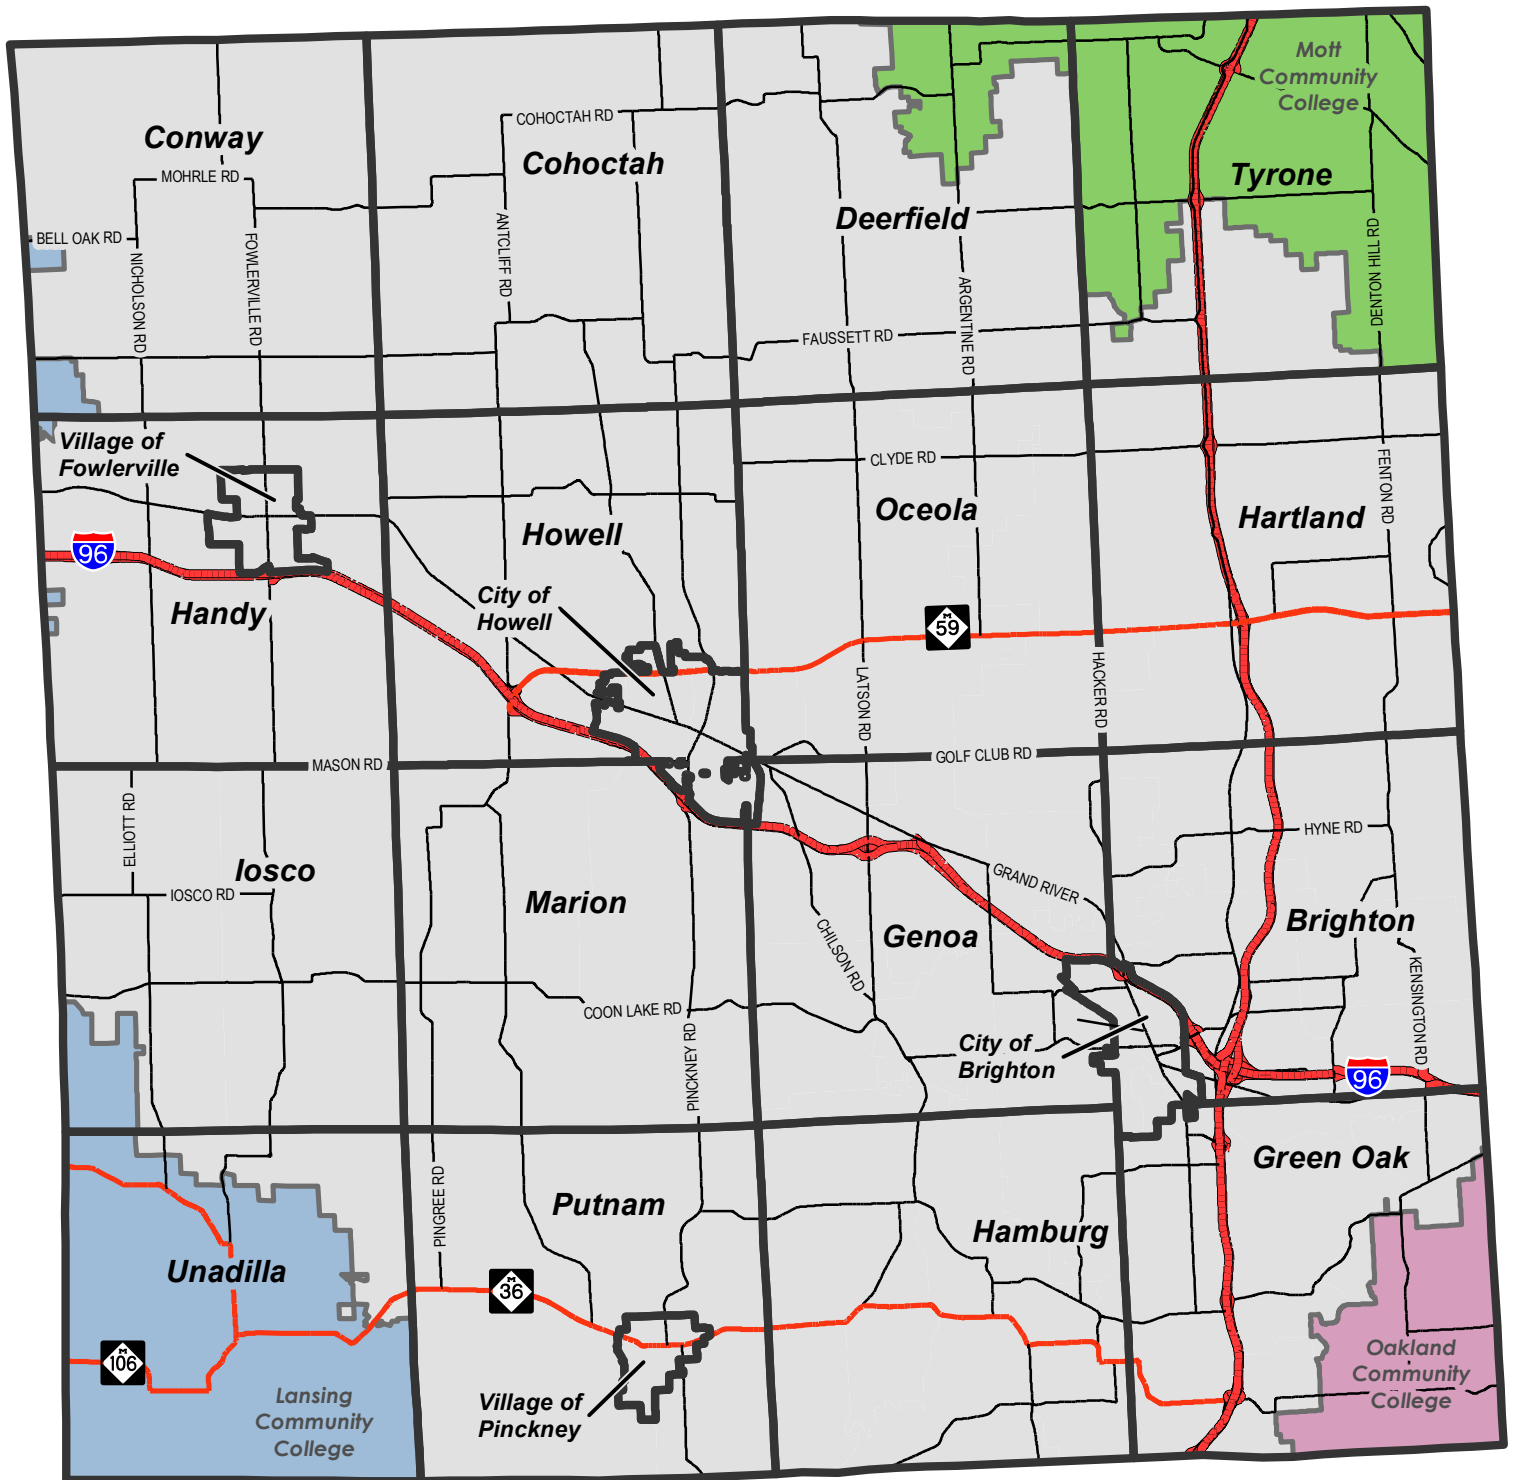 Mott
Community
College
Conway
COHOCTAH RD
Cohoctah
MOHRLE RD
Tyrone
Deerfield
BELL OAK RD
NICHOLSON RD
FOWLERVILLE RD
ANTCLIFF RD
ARGENTINE RD
DENTON HILL RD
FAUSSETT RD
Village of
Fowlerville
CLYDE RD
FENTON RD
Oceola
Hartland
Howell
96
City of
Howell
Handy
M
59
LATSON RD
HACKER RD
MASON RD
GOLF CLUB RD
ELLIOTT RD
HYNE RD
Iosco
IOSCO RD
GRAND RIVER
Marion
Brighton
Genoa
CHILSON RD
KENSINGTON RD
COON LAKE RD
PINCKNEY RD
City of
Brighton
96
Green Oak
PINGREE RD
Putnam
Hamburg
Unadilla
M
36
M
106
Oakland
Community
College
Lansing
Community
College
Village of
Pinckney